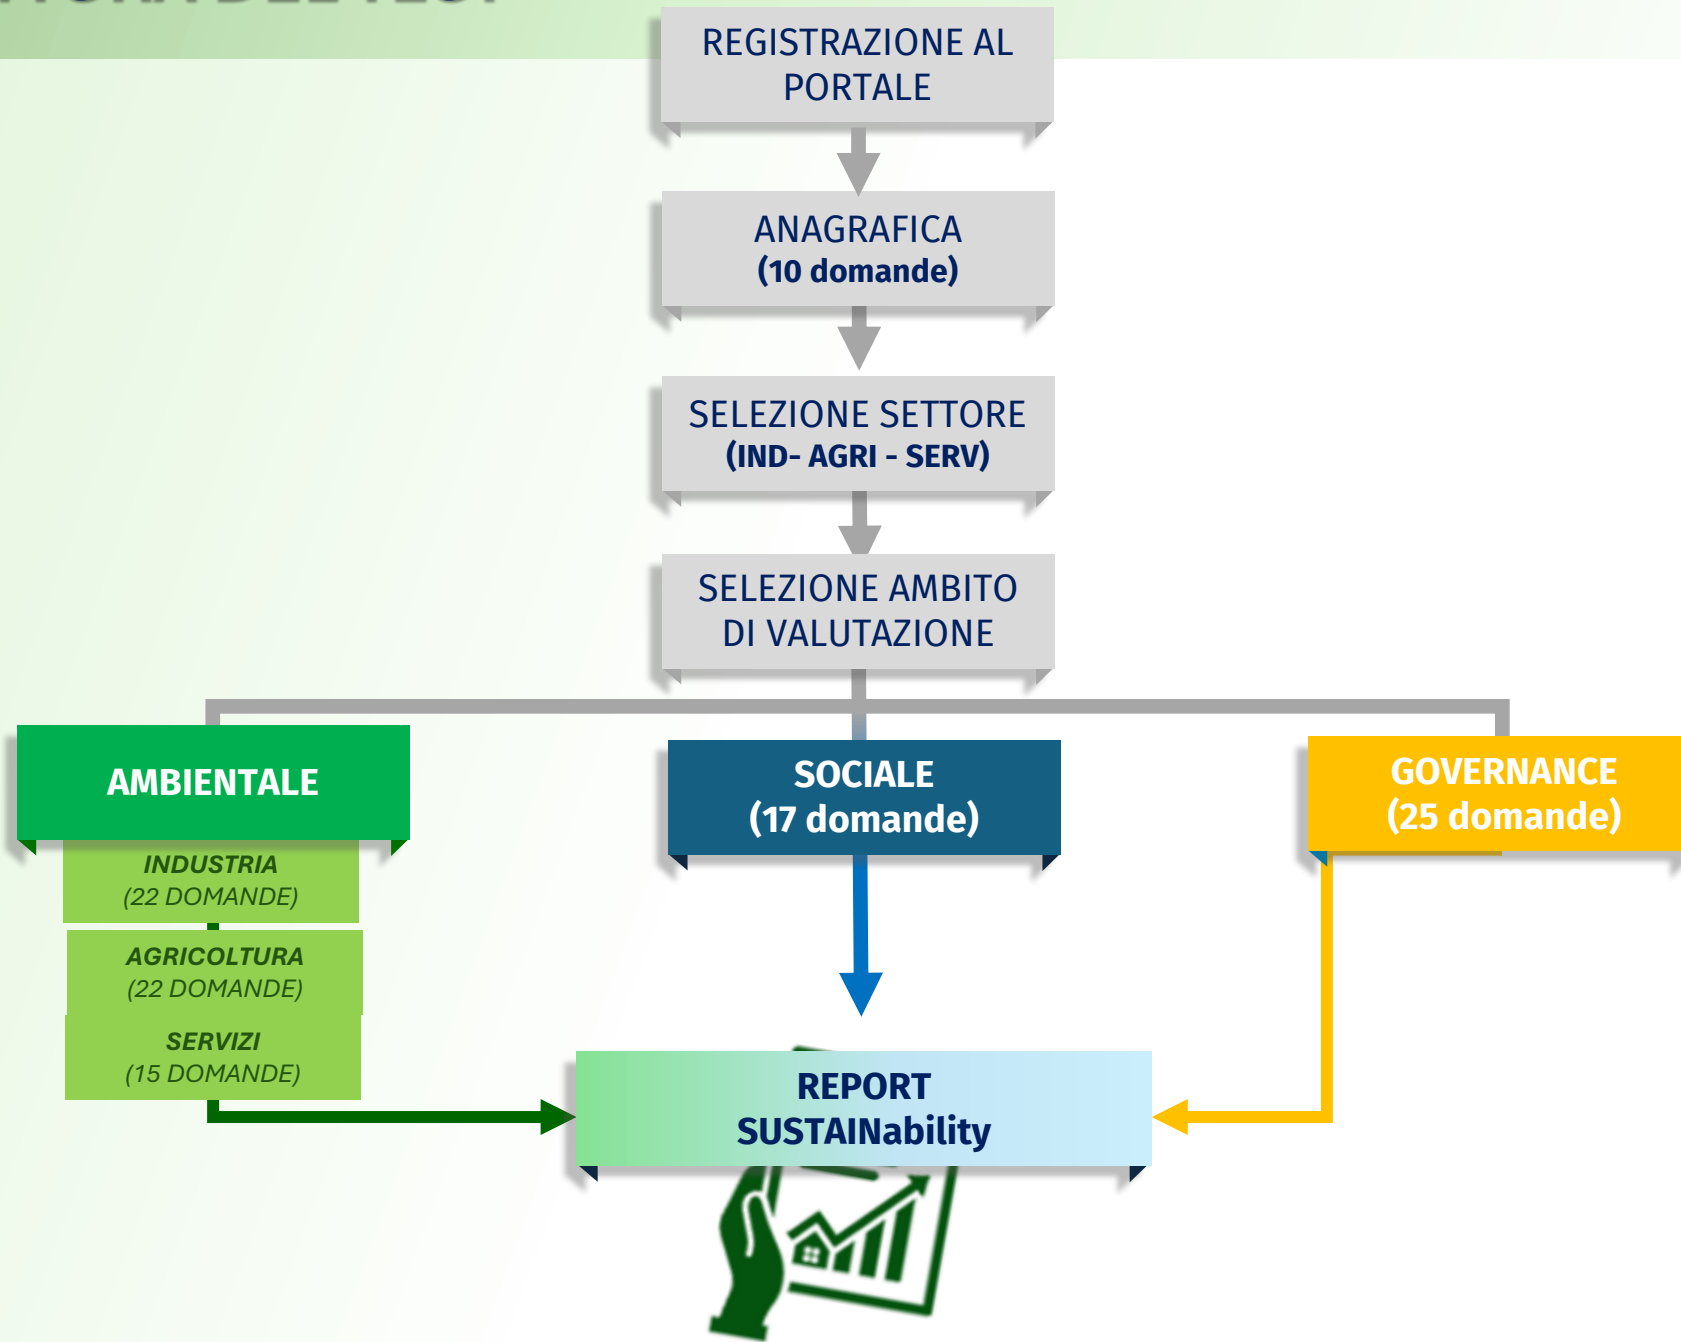 REGISTRAZIONE AL
PORTALE
ANAGRAFICA
(10 domande)
SELEZIONE SETTORE
(IND- AGRI - SERV)
SELEZIONE AMBITO
DI VALUTAZIONE
AMBIENTALE
INDUSTRIA
(22 DOMANDE)
AGRICOLTURA
(22 DOMANDE)
SERVIZI
(15 DOMANDE)
SOCIALE
(17 domande)
GOVERNANCE
(25 domande)
REPORT
SUSTAINability